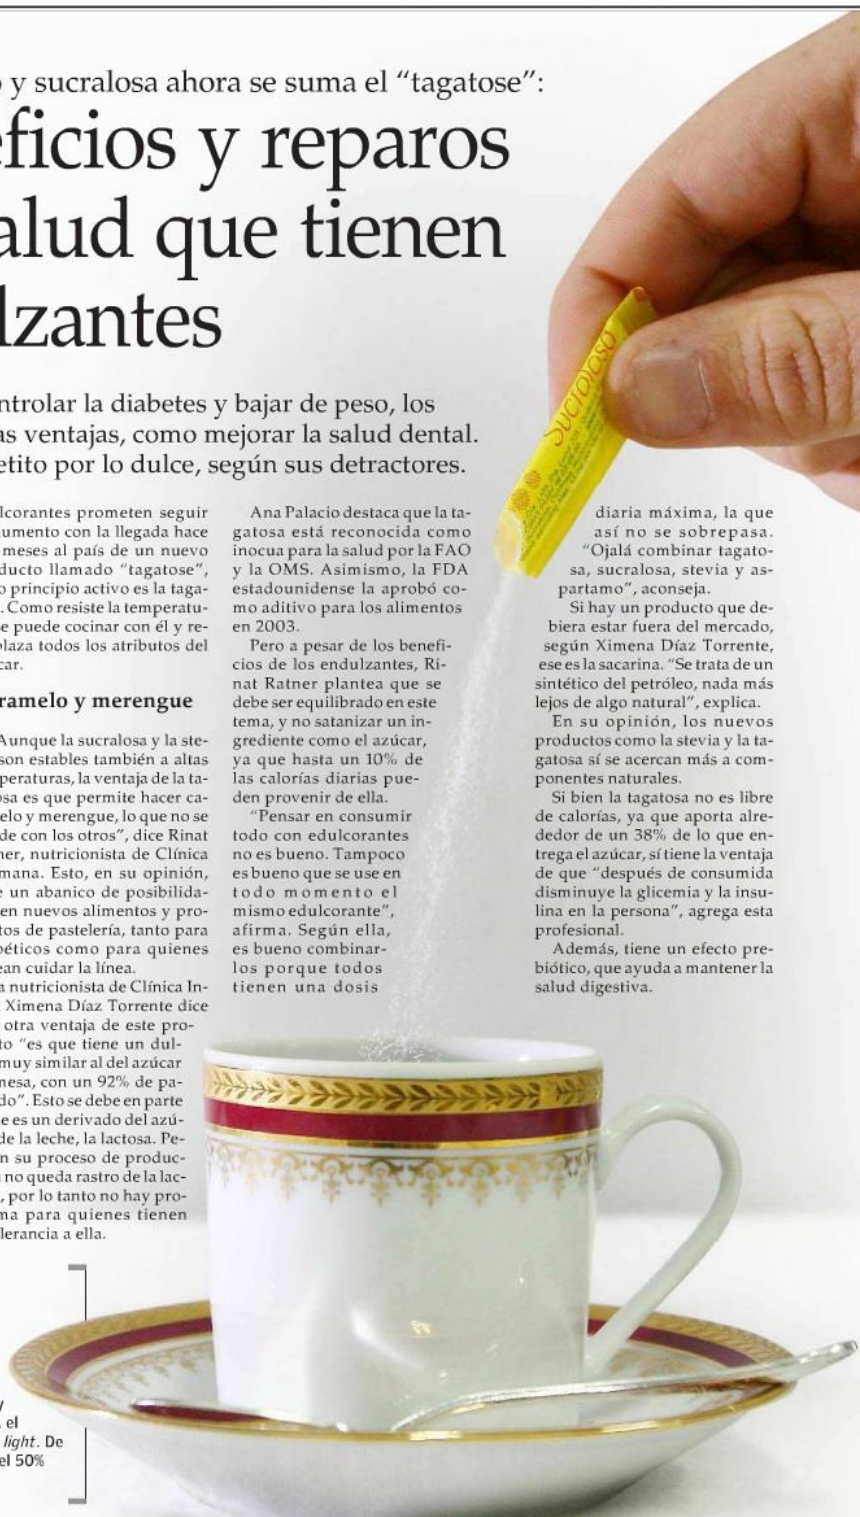 y sucralosa ahora se suma el “tagatose”:
eficios y reparos
alud que tienen
lzantes
ntrolar la diabetes y bajar de peso, los
as ventajas, como mejorar la salud dental.
etito por lo dulce, según sus detractores.
lcorantes prometen seguir
umento con la llegada hace
meses al país de un nuevo
ducto llamado “tagatose”,
o principio activo es la taga-
. Como resiste la temperatu-
e puede cocinar con él y re-
plaza todos los atributos del
car.
ramelo y merengue
Aunque la sucralosa y la ste-
son estables también a altas
peraturas, la ventaja de la ta-
osa es que permite hacer ca-
elo y merengue, lo que no se
de con los otros”, dice Rinat
ner, nutricionista de Clínica
mana. Esto, en su opinión,
e un abanico de posibilida-
en nuevos alimentos y pro-
tos de pastelería, tanto para
béticos como para quienes
ean cuidar la línea.
a nutricionista de Clínica In-
Ximena Díaz Torrente dice
otra ventaja de este pro-
to “es que tiene un dul-
muy similar al del azúcar
mesa, con un 92% de pa-
do”. Esto se debe en parte
e es un derivado del azú-
de la leche, la lactosa. Pe-
n su proceso de produc-
no queda rastro de la lac-
, por lo tanto no hay pro-
ma para quienes tienen
lerancia a ella.
Ana Palacio destaca que la ta-
gatosa está reconocida como
inocua para la salud por la FAO
y la OMS. Asimismo, la FDA
estadounidense la aprobó co-
mo aditivo para los alimentos
en 2003.
Pero a pesar de los benefi-
cios de los endulzantes, Ri-
nat Ratner plantea que se
debe ser equilibrado en este
tema, y no satanizar un in-
grediente como el azúcar,
ya que hasta un 10% de
las calorías diarias pue-
den provenir de ella.
“Pensar en consumir
todo con edulcorantes
no es bueno. Tampoco
es bueno que se use en
todo momento el
mismo edulcorante”,
afirma. Según ella,
es bueno combinar-
los porque todos
tienen una dosis
diaria máxima, la que
así no se sobrepasa.
“Ojalá combinar tagato-
sa, sucralosa, stevia y as-
partamo”, aconseja.
Si hay un producto que de-
biera estar fuera del mercado,
según Ximena Díaz Torrente,
ese es la sacarina. “Se trata de un
sintético del petróleo, nada más
lejos de algo natural”, explica.
En su opinión, los nuevos
productos como la stevia y la ta-
gatosa sí se acercan más a com-
ponentes naturales.
Si bien la tagatosa no es libre
de calorías, ya que aporta alre-
dedor de un 38% de lo que en-
trega el azúcar, sí tiene la ventaja
de que “después de consumida
disminuye la glicemia y la insu-
lina en la persona”, agrega esta
profesional.
Además, tiene un efecto pre-
biótico, que ayuda a mantener la
salud digestiva.
Sucralosa
y
el
light. De
el 50%